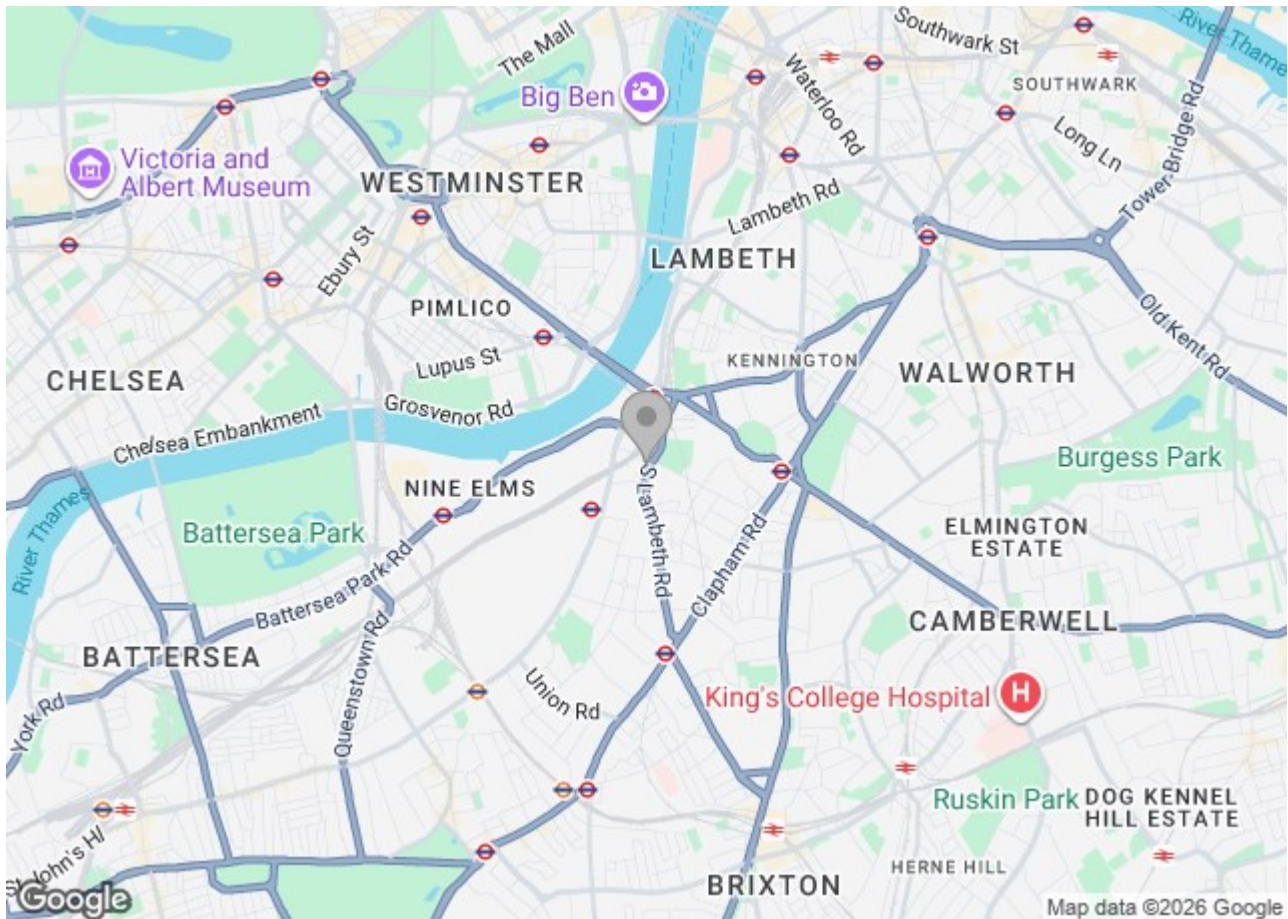 Southwark St
River Thames
The Mall
SOUTHWARK
Big Ben
Waterloo Rd
Long Ln
Victoria and
Albert Museum
WESTMINSTER
Tower Bridge Rd
Lambeth Rd
LAMBETH
Ebury St
PIMLICO
Old Kent Rd
Lupus St
KENNINGTON
CHELSEA
WALWORTH
Grosvenor Rd
Chelsea Embankment
Burgess Park
NINE ELMS
S Lambeth Rd
River Thames
Battersea Park
Clapham Rd
ELMINGTON
ESTATE
Battersea Park Rd
CAMBERWELL
BATTERSEA
Queenstown Rd
Union Rd
King's College Hospital
H
York Rd
Ruskin Park
DOG KENNEL
HILL ESTATE
St John's Hl
HERNE HILL
BRIXTON
Google
Map data ©2026 Google